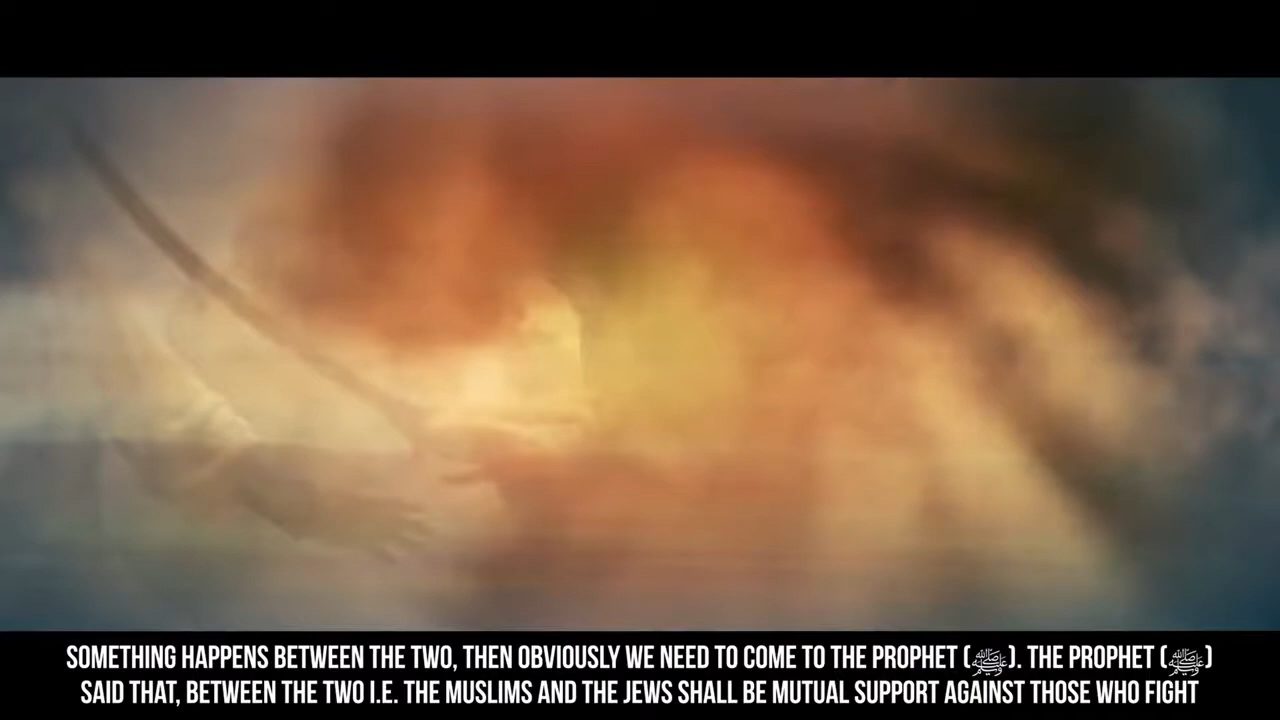 SOMETHING HAPPENS BETWEEN THE TWO, THEN OBVIOUSLY WE NEED TO COME TO THE PROPHET (ﷺ). THE PROPHET (ﷺ)
SAID THAT, BETWEEN THE TWO I.E. THE MUSLIMS AND THE JEWS SHALL BE MUTUAL SUPPORT AGAINST THOSE WHO FIGHT